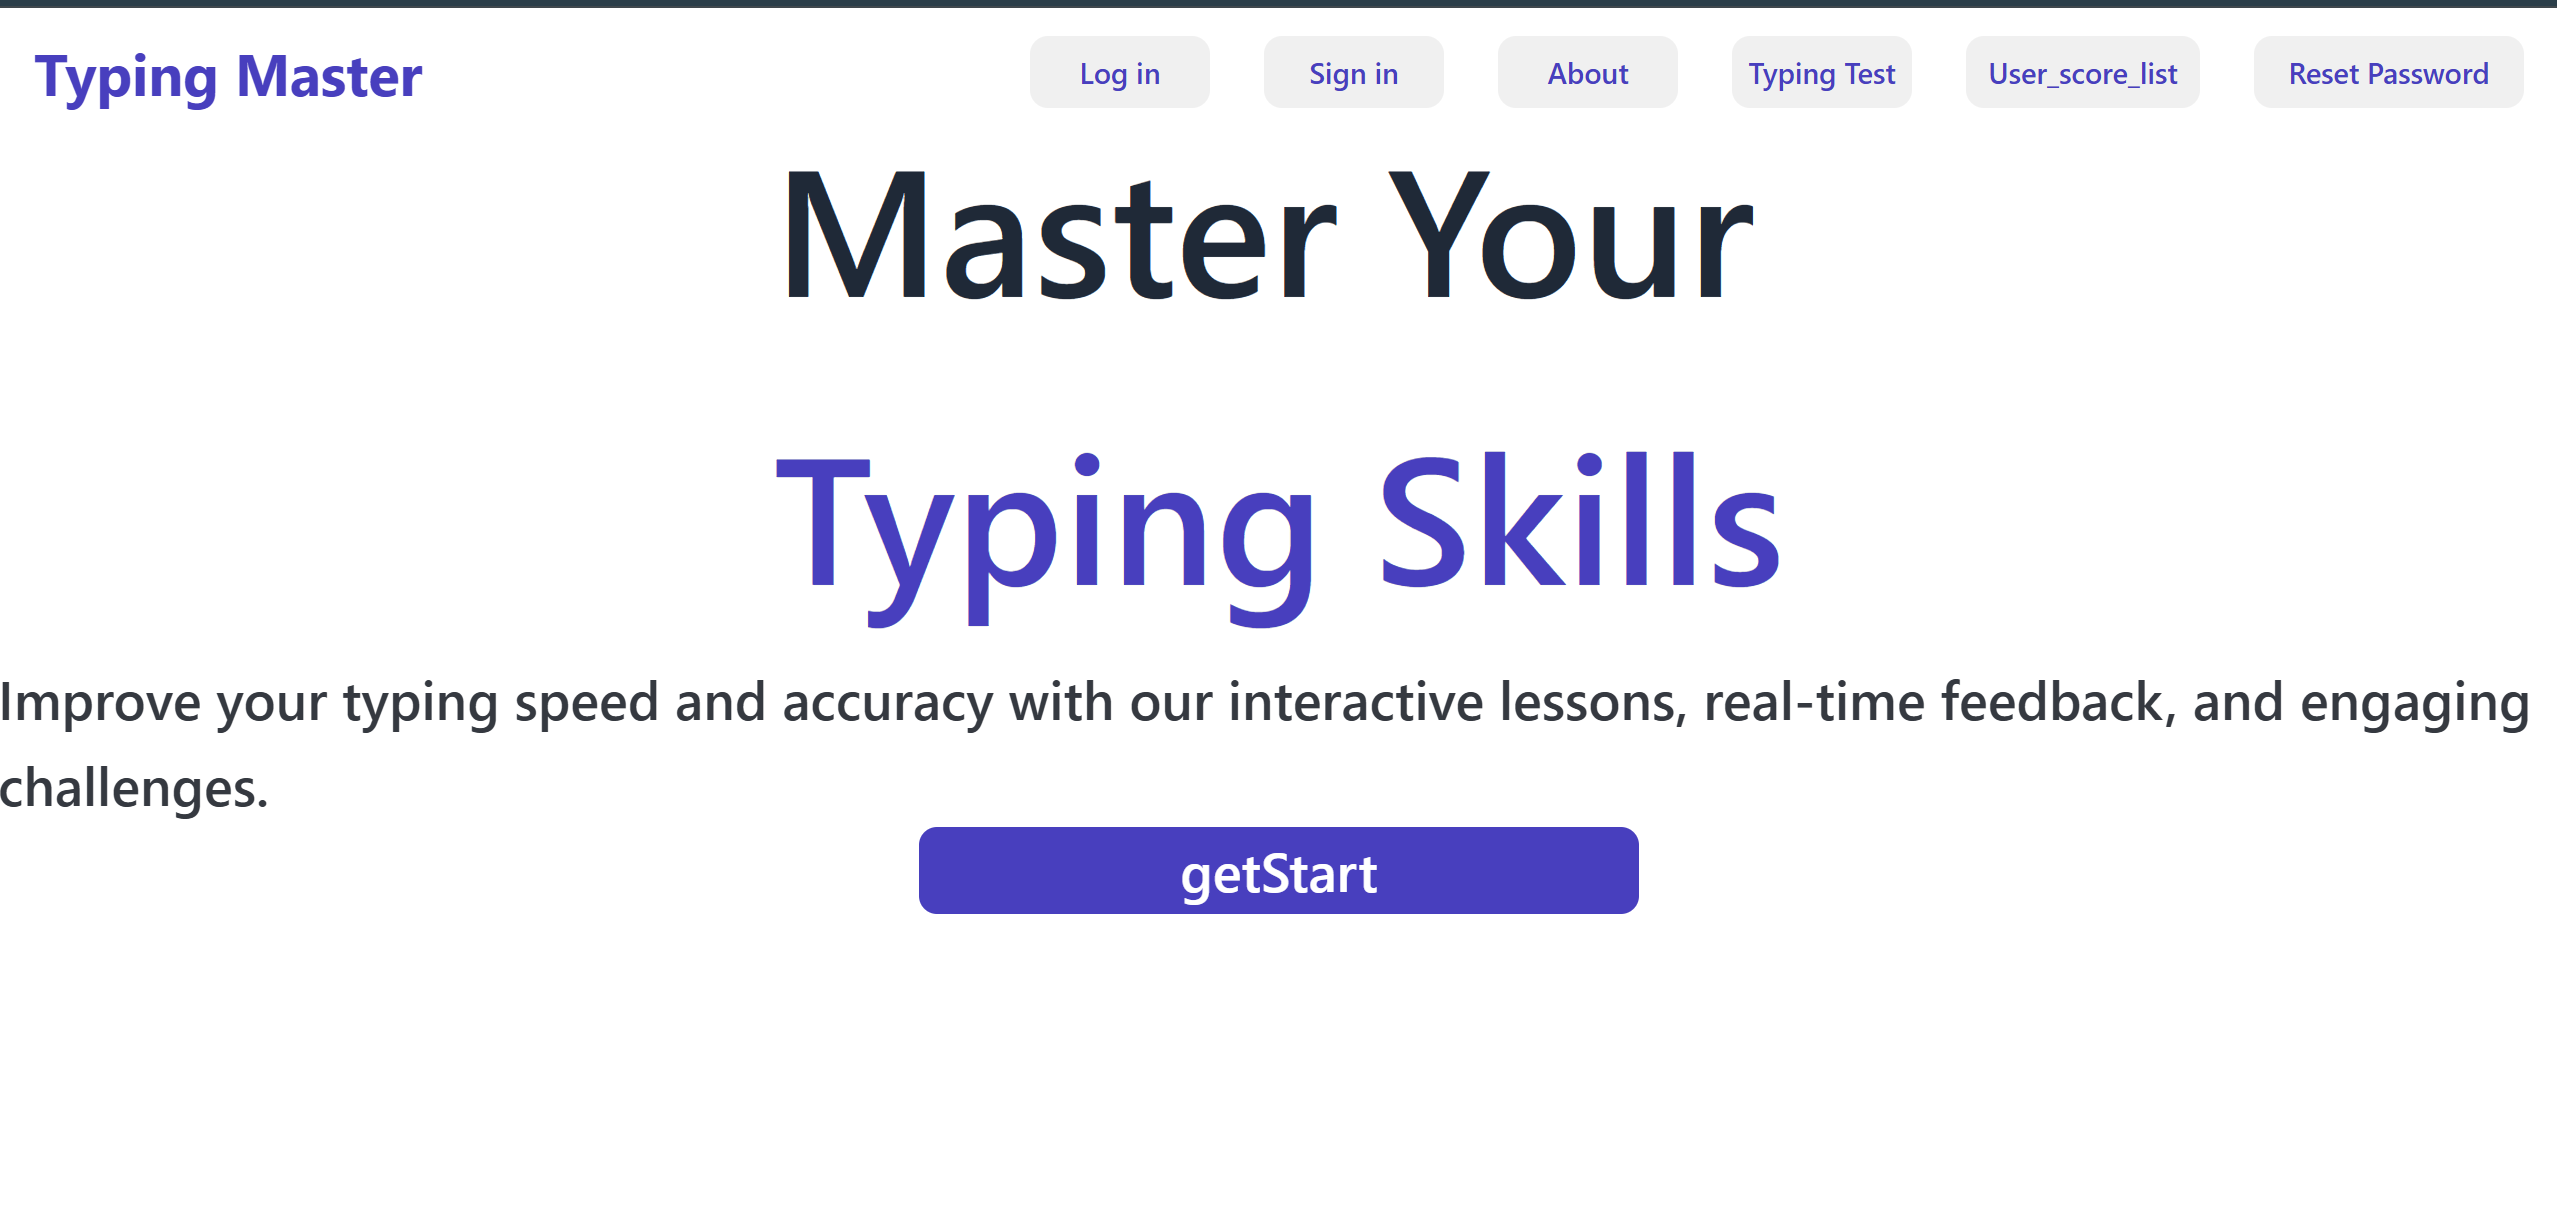 Typing Master
Log in
Sign in
About
Typing Test
User_score_list
Reset Password
Master Your
Typing Skills
Improve your typing speed and accuracy with our interactive lessons, real-time feedback, and engaging
challenges.
getStart